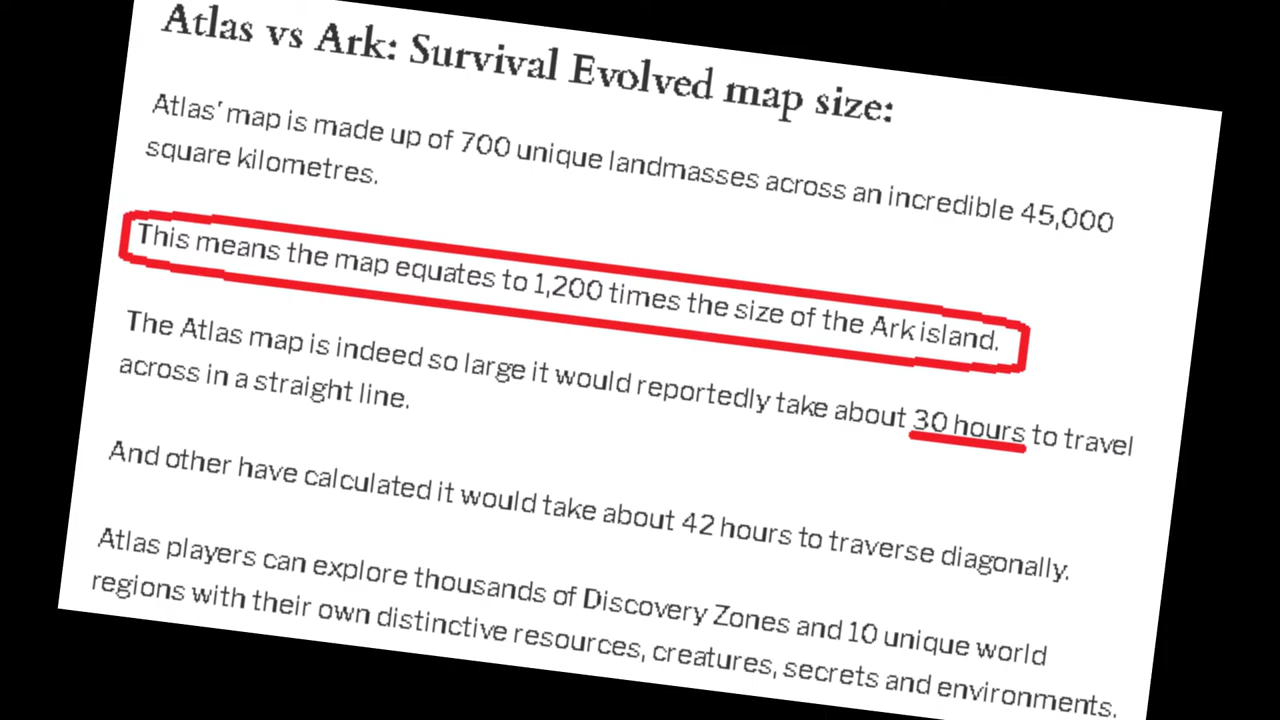 Atlas vs Ark: Survival Evolved map size:
Atlas' map is made up of 700 unique landmasses across an incredible 45,000
square kilometres.
This means the map equates to 1,200 times the size of the Ark island.
The Atlas map is indeed so large it would reportedly take about 30 hours to travel
across in a straight line.
And other have calculated it would take about 42 hours to traverse diagonally.
Atlas players can explore thousands of Discovery Zones and 10 unique world
regions with their own distinctive resources, creatures, secrets and environments.